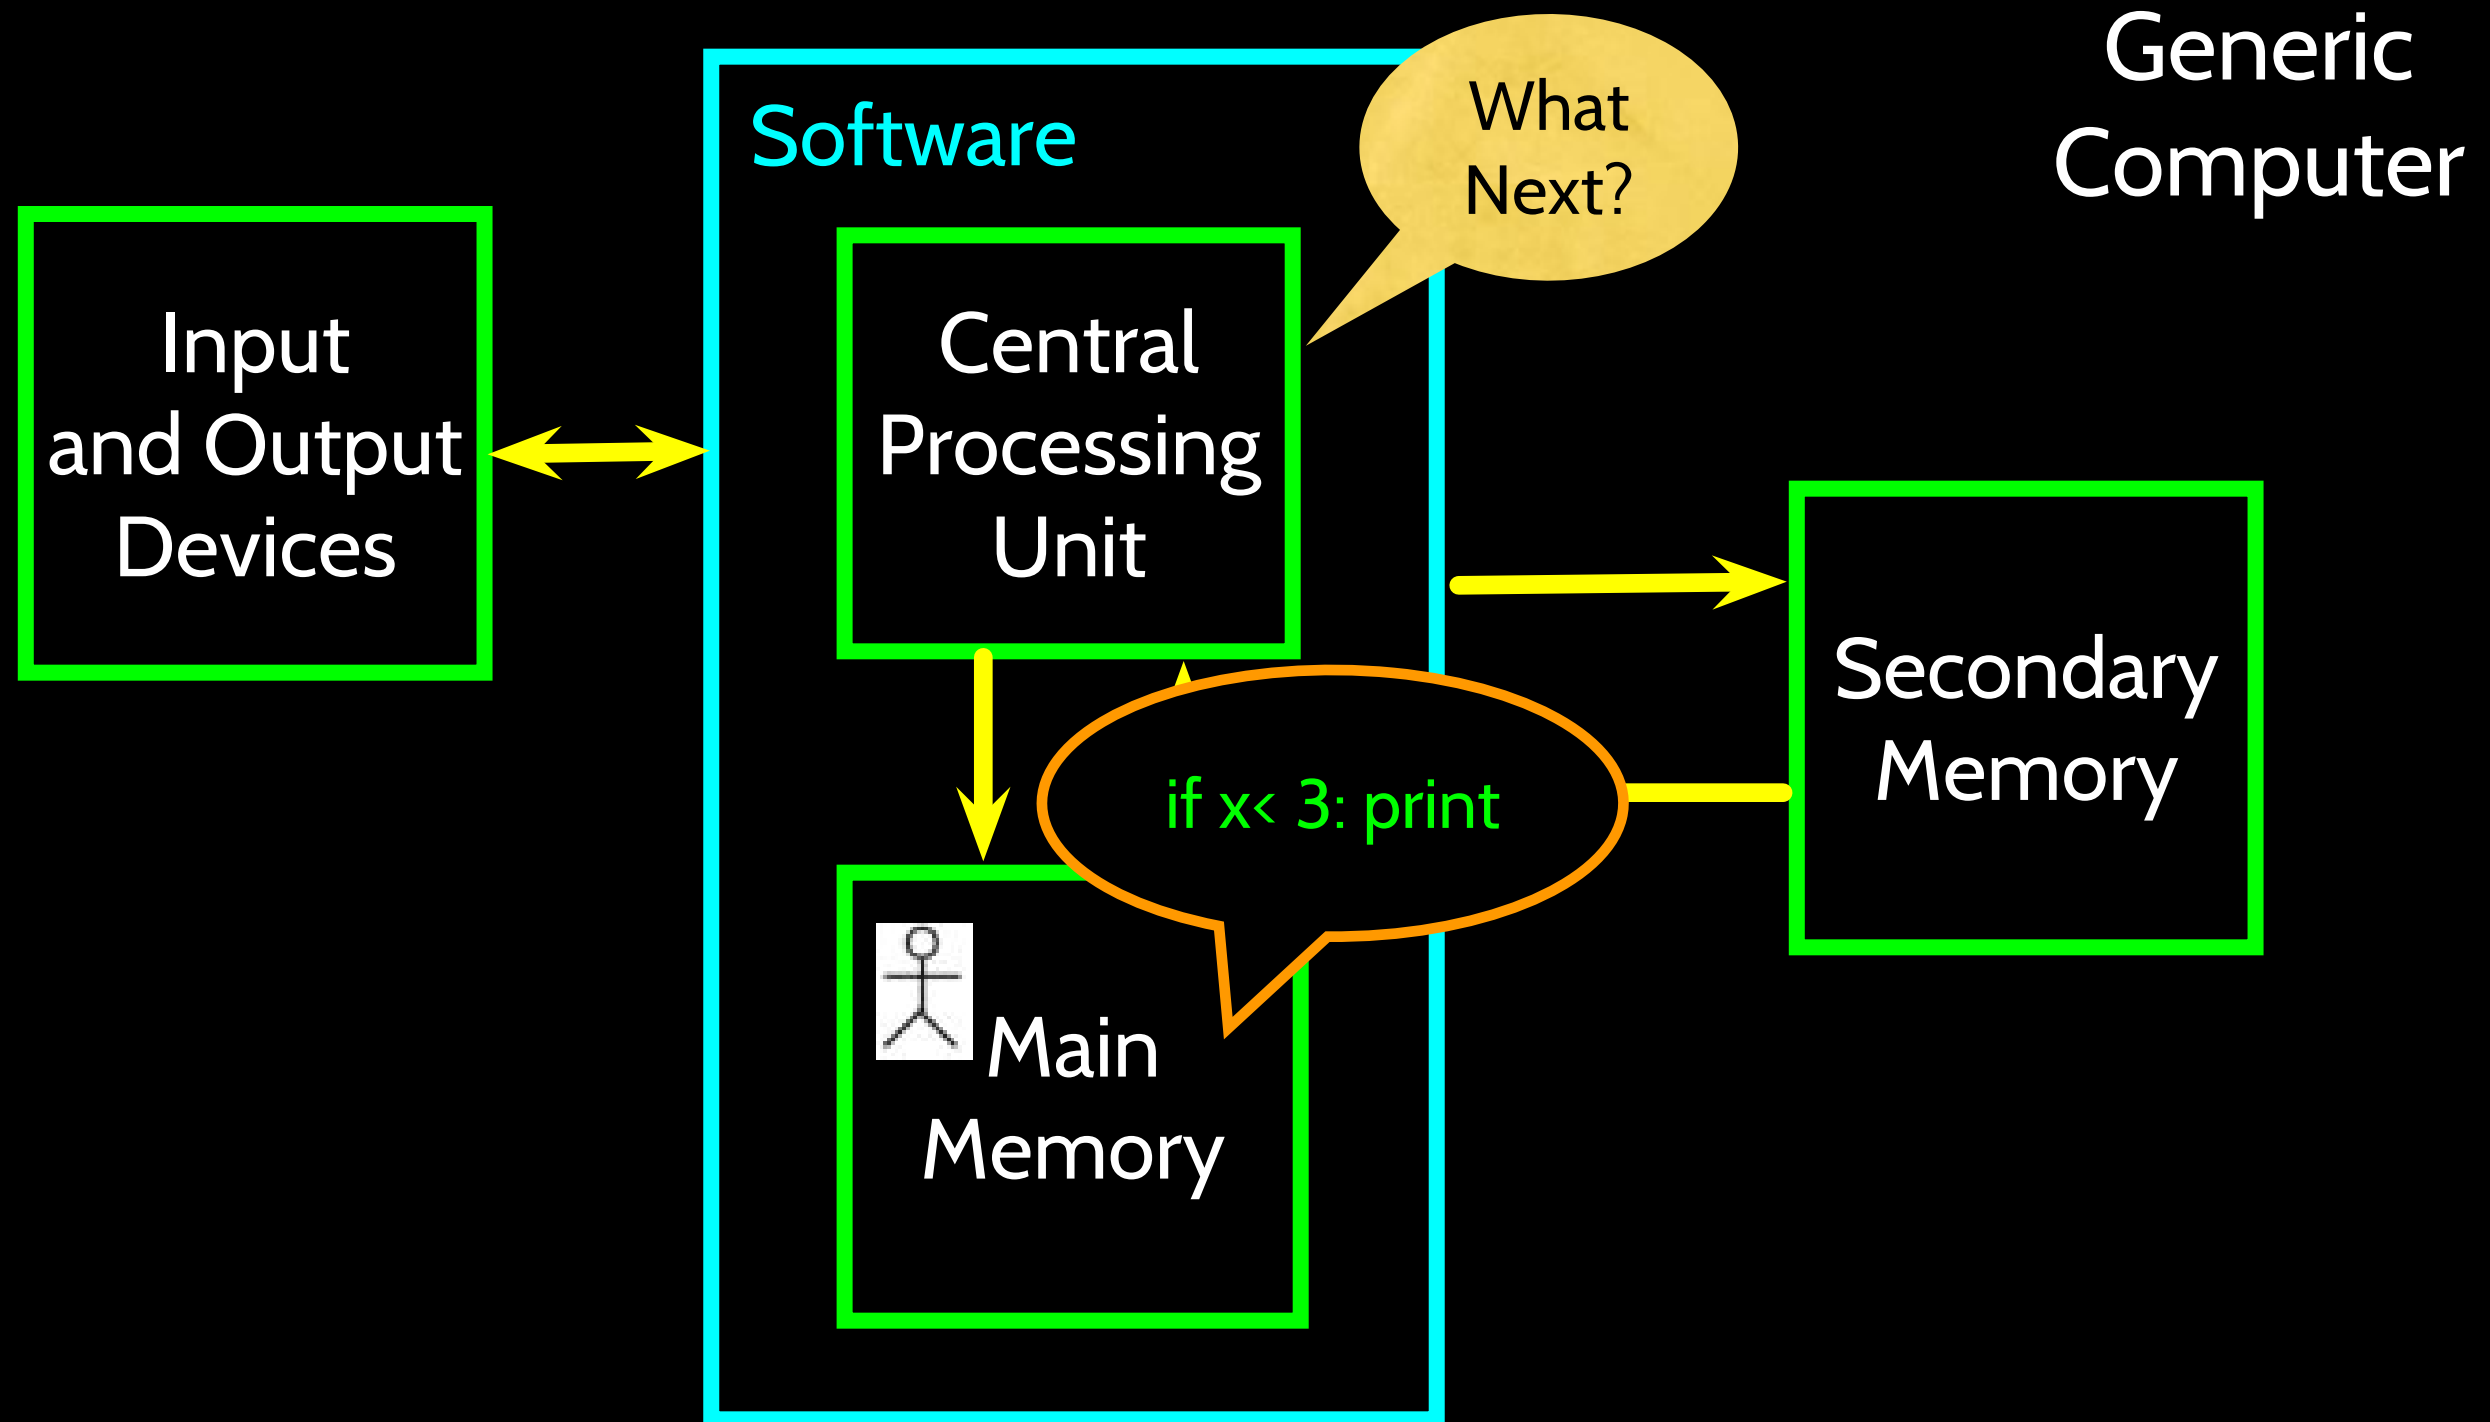 Generic
Computer
Software
What
Next?
Input
and Output
Devices
Central
Processing
Unit
Secondary
Memory
if x< 3: print
Main
Memory